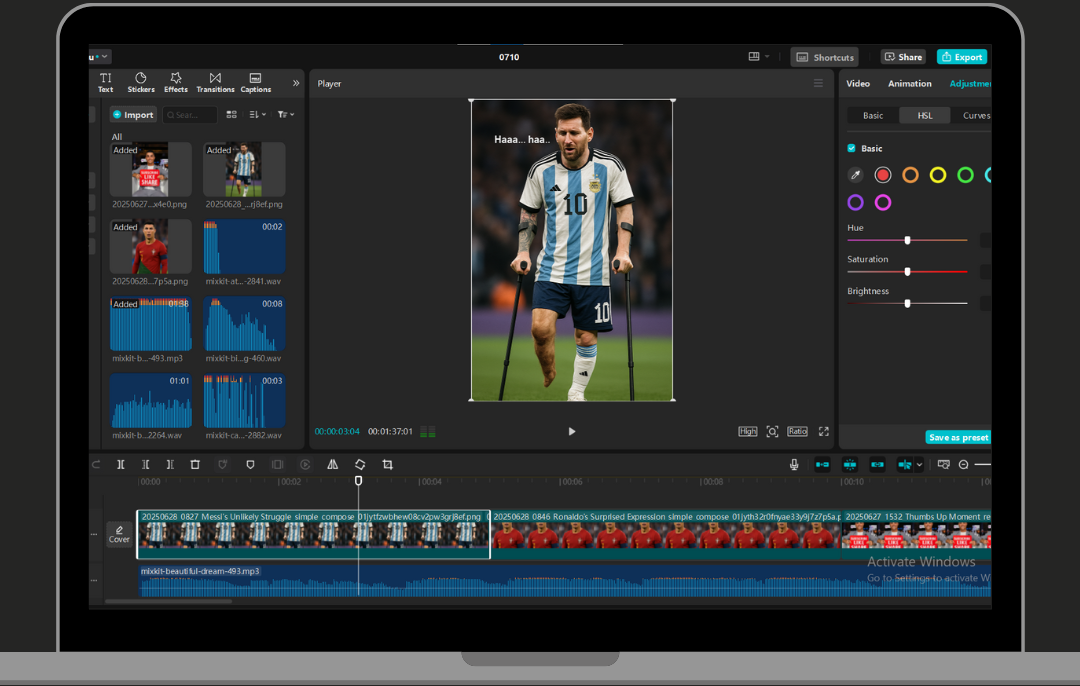 0710
Shortcuts
Share
Export
Text
Stickers
Effects
Transitions
Captions
Import
Sear...
All
Added
20250627...x4e0.png
Added
20250628_...rj8ef.png
Added
20250628...7p5a.png
00:02
mixkit-at...-2841.wav
Added
01:38
mixkit-b...-493.mp3
00:08
mixkit-bi...g-460.wav
01:01
mixkit-b...2264.wav
00:03
mixkit-ca...-2882.wav
Player
Haaa... haa..
10
10
00:00:03:04
00:01:37:01
High
Ratio
Video
Animation
Adjustme
Basic
HSL
Curves
Basic
Hue
Saturation
Brightness
Save as preset
00:00
00:02
00:04
00:06
00:08
00:10
Cover
20250628_0827_Messi's Unlikely Struggle_simple_compose_01jytfzwbhew08cv2pw3grj8ef.png
20250628_0846_Ronaldo's Surprised Expression_simple_compose_01jyth32r0fnyae33y9j7z7p5a.p
20250627_1532_Thumbs Up Moment_re
mixkit-beautiful-dream-493.mp3
Activate Windows
Go to Settings to activate W